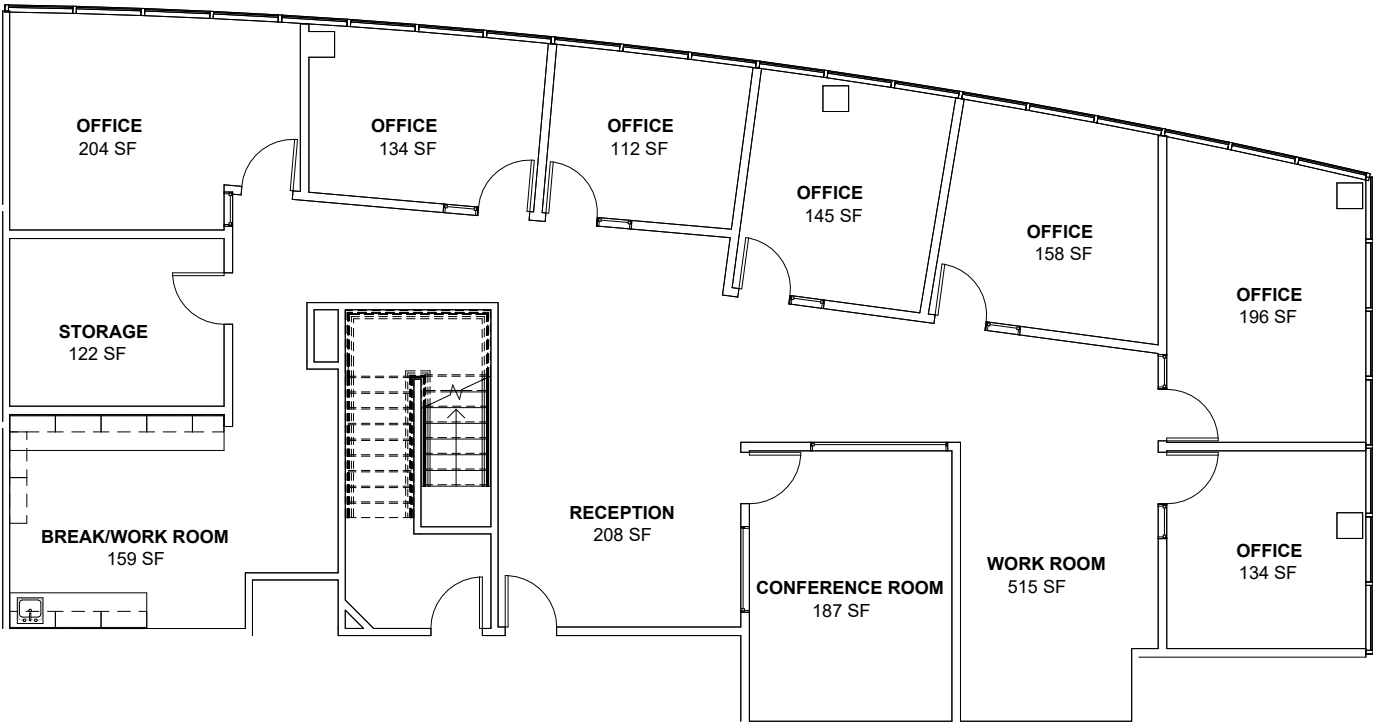 OFFICE
204 SF
OFFICE
134 SF
OFFICE
112 SF
OFFICE
145 SF
OFFICE
158 SF
OFFICE
196 SF
STORAGE
122 SF
BREAK/WORK ROOM
159 SF
RECEPTION
208 SF
CONFERENCE ROOM
187 SF
WORK ROOM
515 SF
OFFICE
134 SF